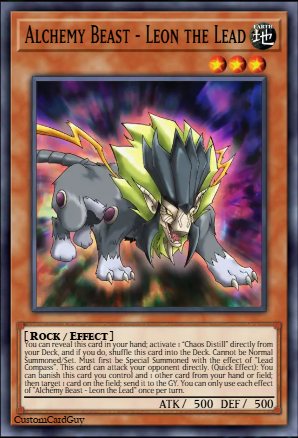 ALCHEMY BEAST - LEON THE LEAD
EARTH
地
[ROCK / EFFECT]
You can reveal this card in your hand; activate 1 "Chaos Distill" directly from
your Deck, and if you do, shuffle this card into the Deck. Cannot be Normal
Summoned/Set. Must first be Special Summoned with the effect of "Lead
Compass". This card can attack your opponent directly. (Quick Effect): You
can banish this card you control and 1 other card from your hand or field;
then target 1 card on the field; send it to the GY. You can only use each effect
of "Alchemy Beast - Leon the Lead" once per turn.
ATK / 500 DEF / 500
CustomCardGuy